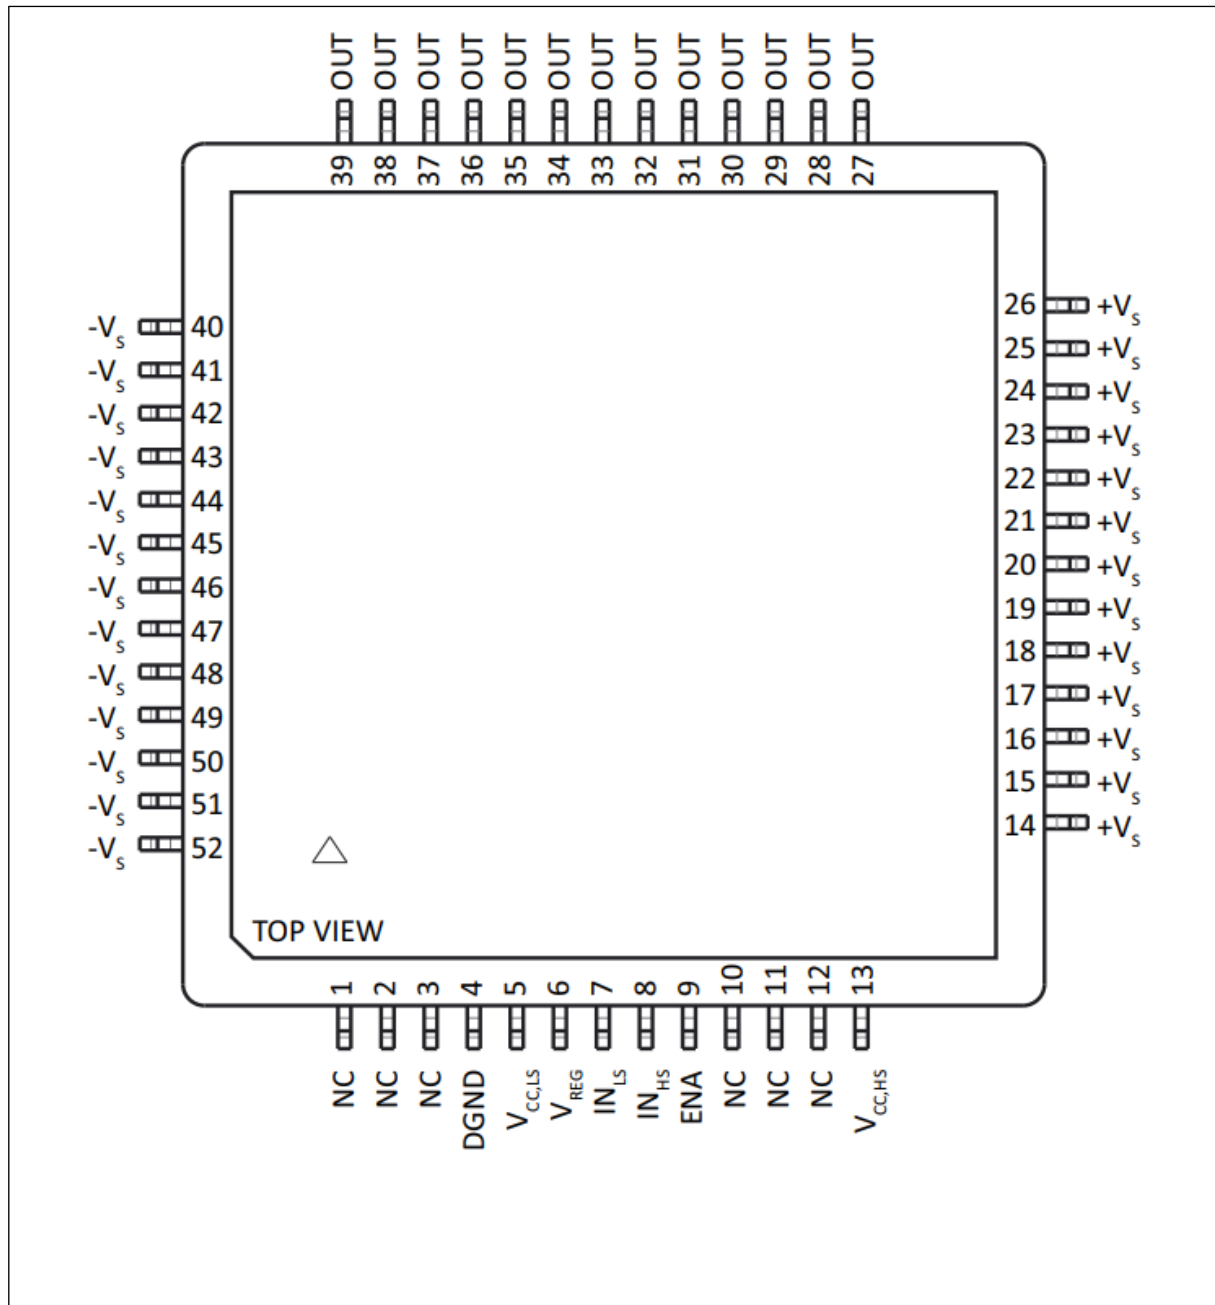 OUT OUT OUT OUT OUT OUT OUT OUT OUT OUT OUT OUT OUT
39 38 37 36 35 34 33 32 31 30 29 28 27
26 +VS
-VS 40
25 +VS
-VS 41
24 +VS
-VS 42
23 +VS
-VS 43
22 +VS
-VS 44
21 +VS
-VS 45
20 +VS
-VS 46
19 +VS
-VS 47
18 +VS
-VS 48
17 +VS
-VS 49
16 +VS
-VS 50
15 +VS
-VS 51
14 +VS
-VS 52
TOP VIEW
1 2 3 4 5 6 7 8 9 10 11 12 13
NC NC NC DGND VCC,LS VREG INLS INHS ENA NC NC NC VCC,HS